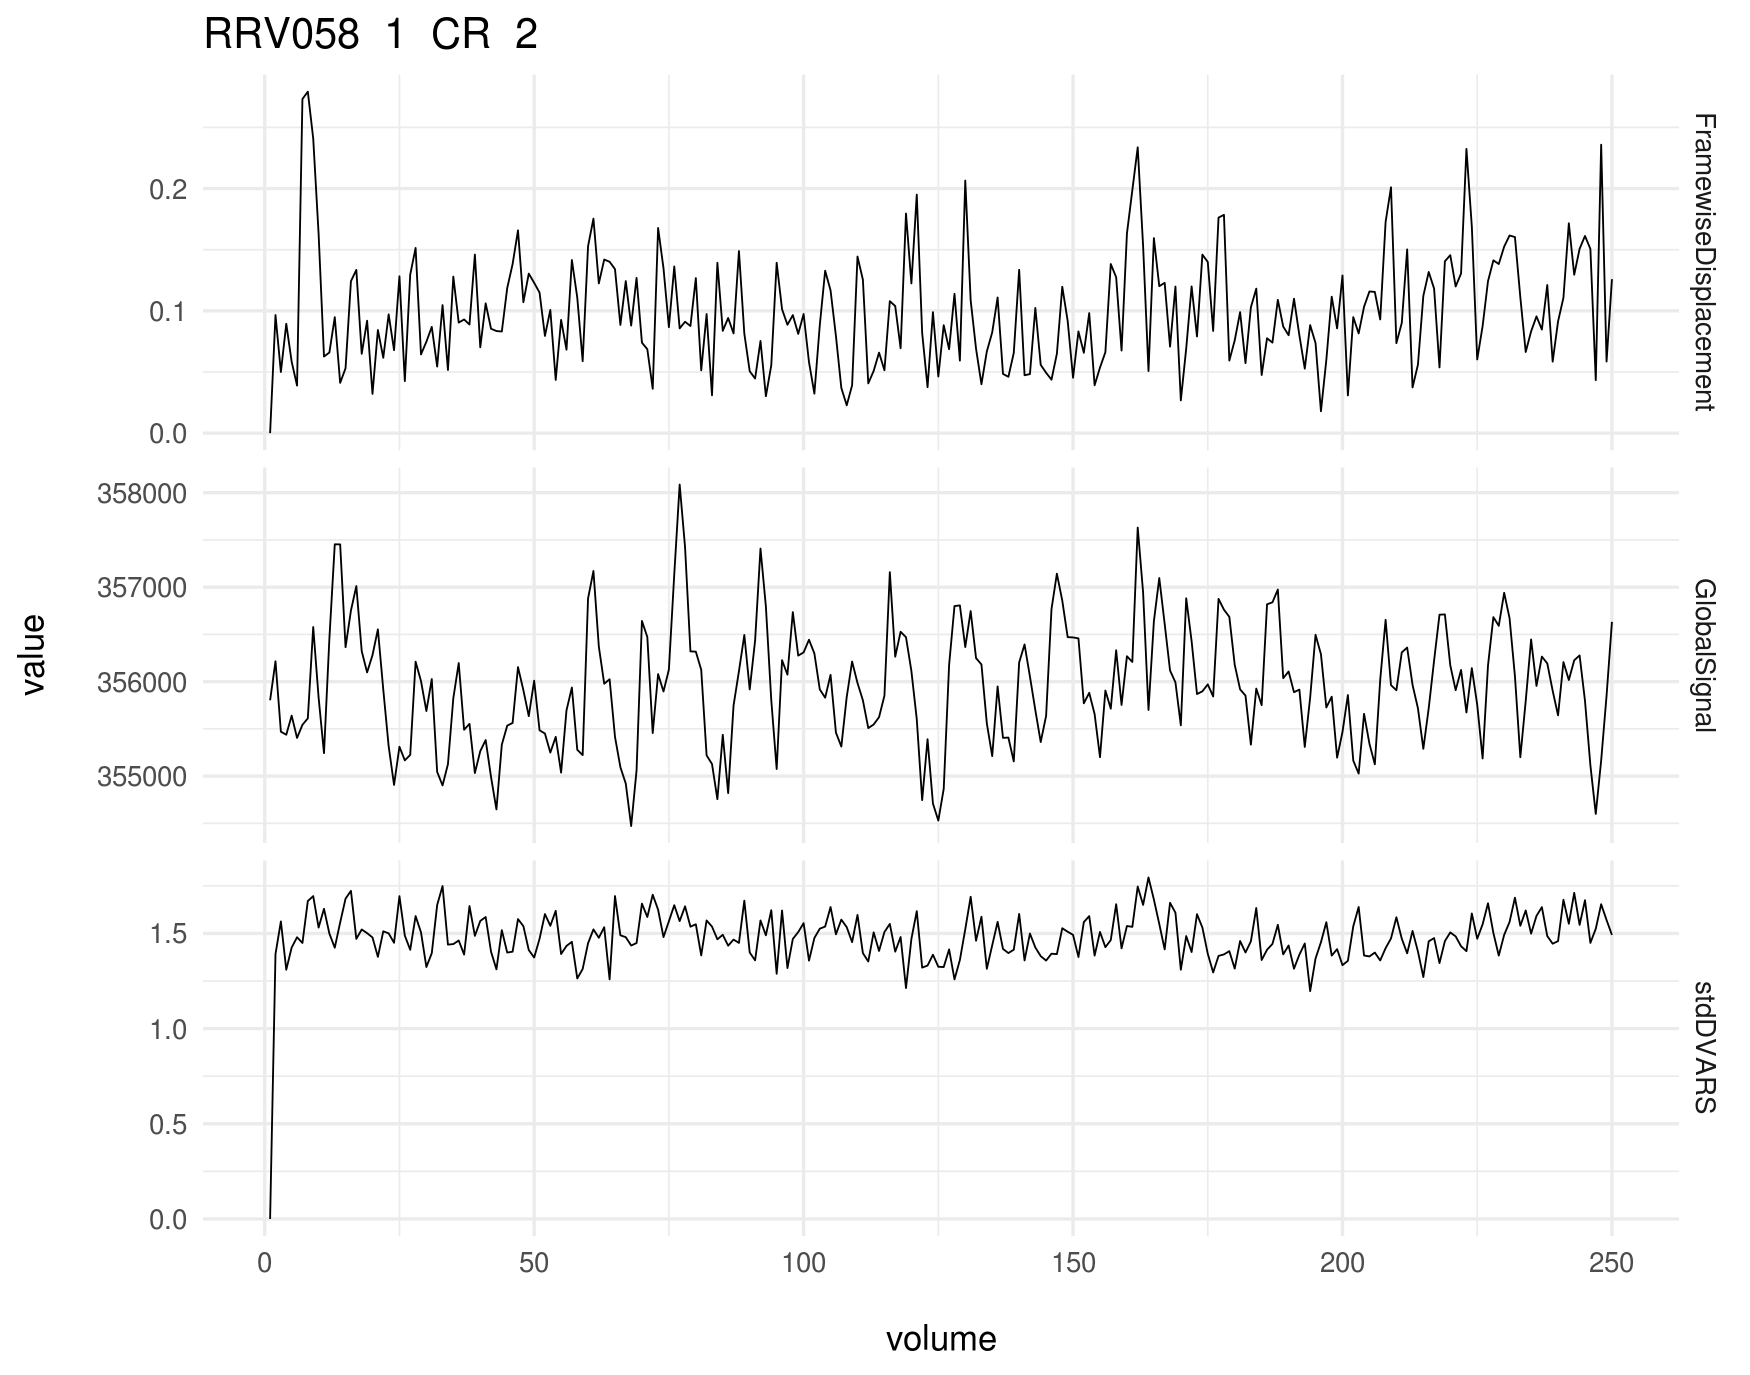 RRV058 1 CR 2
0.2
0.1
0.0
FramewiseDisplacement
358000
357000
356000
355000
GlobalSignal
value
1.5
1.0
0.5
0.0
stdDVARS
0 50 100 150 200 250
volume